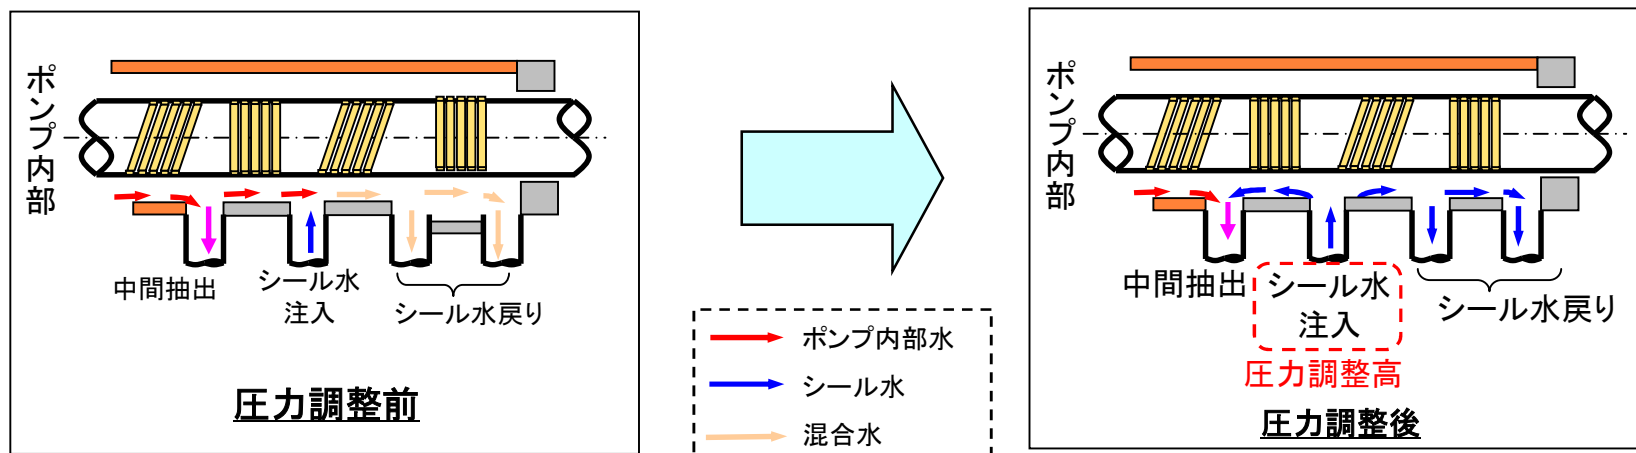 ポンプ内部
中間抽出
シール水
注入
シール水戻り
圧力調整前
ポンプ内部水
シール水
混合水
ポンプ内部
中間抽出
シール水
注入
シール水戻り
圧力調整高
圧力調整後